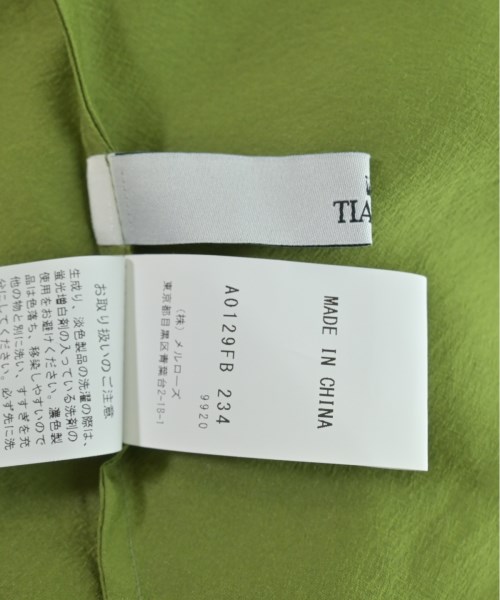 TIA
MADE IN CHINA
A0129FB 234
9920
(株)メルローズ
東京都目黒区青葉台2-18-1
お取り扱いのご注意
生成り、淡色製品の洗濯の際は、
蛍光増白剤の入っている洗剤の
使用をお避けください。濃色製
品は色落ち、移染しやすいので
他の物と別に洗い、すすぎを充
分にしてください。必ず先に洗